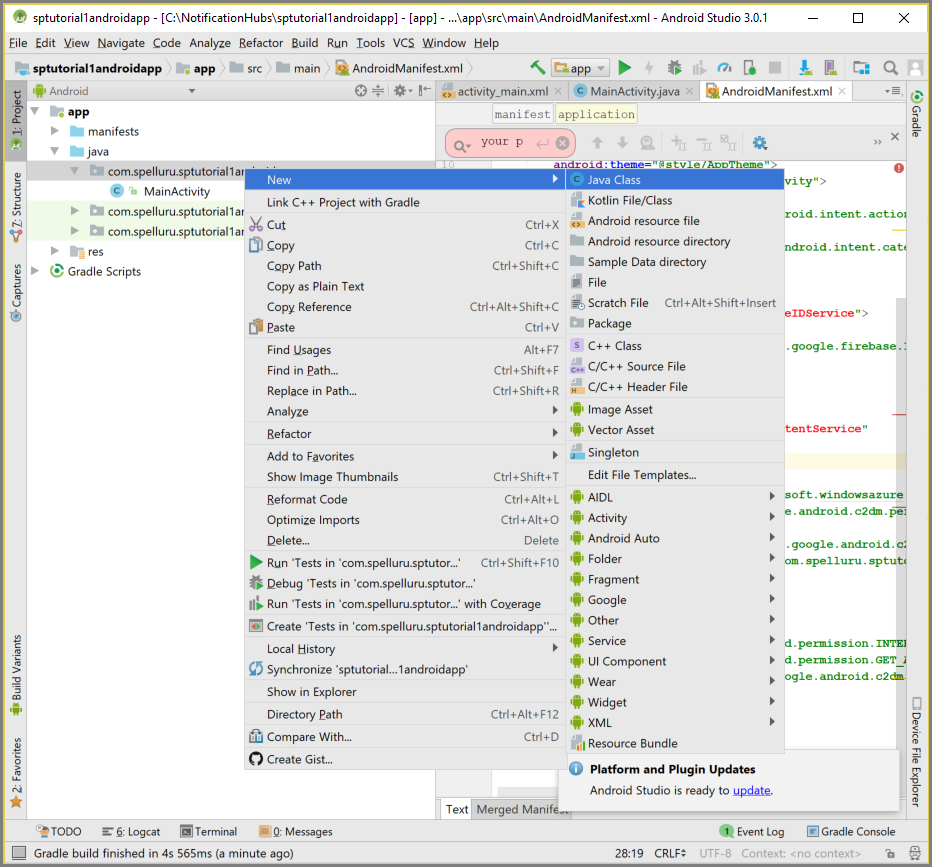 sptutorial1androidapp - [C:\NotificationHubs\sptutorial1androidapp] - [app] - ...\app\src\main\AndroidManifest.xml - Android Studio 3.0.1
File Edit View Navigate Code Analyze Refactor Build Run Tools VCS Window Help
sptutorial1androidapp app src main AndroidManifest.xml app
1: Project
Z: Structure
Captures
Build Variants
2: Favorites
Android
app
manifests
java
com.spelluru.sptutorial1androidapp
MainActivity
com.spelluru.sptutorial1an
com.spelluru.sptutorial1an
res
Gradle Scripts
activity_main.xml MainActivity.java AndroidManifest.xml
manifest application
your p
10 android:theme="@style/AppTheme">
vity">
roid.intent.action
ndroid.intent.cate
eIDService">
.google.firebase.
tentService"
soft.windowsazure
e.android.c2dm.pe
.google.android.c2
om.spelluru.sptuto
d.permission.INTE
d.permission.GET_
ogle.android.c2dm
New
Link C++ Project with Gradle
Cut Ctrl+X
Copy Ctrl+C
Copy Path Ctrl+Shift+C
Copy as Plain Text
Copy Reference Ctrl+Alt+Shift+C
Paste Ctrl+V
Find Usages Alt+F7
Find in Path... Ctrl+Shift+F
Replace in Path... Ctrl+Shift+R
Analyze
Refactor
Add to Favorites
Show Image Thumbnails Ctrl+Shift+T
Reformat Code Ctrl+Alt+L
Optimize Imports Ctrl+Alt+O
Delete... Delete
Run 'Tests in 'com.spelluru.sptutor...' Ctrl+Shift+F10
Debug 'Tests in 'com.spelluru.sptutor...'
Run 'Tests in 'com.spelluru.sptutor...' with Coverage
Create 'Tests in 'com.spelluru.sptutorial1androidapp''...
Local History
Synchronize 'sptutorial...1androidapp'
Show in Explorer
Directory Path Ctrl+Alt+F12
Compare With... Ctrl+D
Create Gist...
Java Class
Kotlin File/Class
Android resource file
Android resource directory
Sample Data directory
File
Scratch File Ctrl+Alt+Shift+Insert
Package
C++ Class
C/C++ Source File
C/C++ Header File
Image Asset
Vector Asset
Singleton
Edit File Templates...
AIDL
Activity
Android Auto
Folder
Fragment
Google
Other
Service
UI Component
Wear
Widget
XML
Resource Bundle
Platform and Plugin Updates
Android Studio is ready to update.
Text Merged Manifest
Gradle
Device File Explorer
TODO 6: Logcat Terminal 0: Messages 1 Event Log Gradle Console
Gradle build finished in 4s 565ms (a minute ago) 28:19 CRLF UTF-8 Context: <no context>